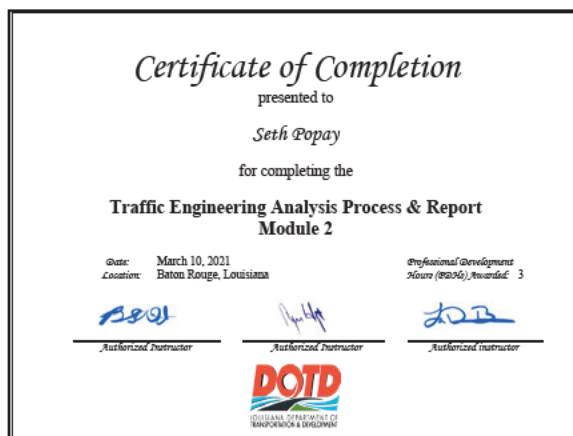 Certificate of Completion
presented to
Seth Popay
for completing the
Traffic Engineering Analysis Process & Report
Module 2
Date: March 10, 2021
Location: Baton Rouge, Louisiana
Professional Development
Hours (PDHs) Awarded: 3
Authorized Instructor
Authorized Instructor
Authorized instructor
DOTD
LOUISIANA DEPARTMENT OF
TRANSPORTATION & DEVELOPMENT